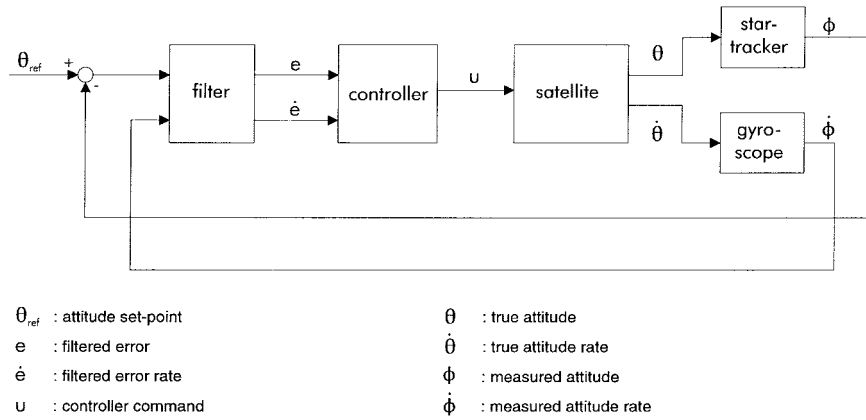 θref + -
filter
e
ė
controller
u
satellite
θ
θ̇
star-
tracker
ϕ
gyro-
scope
ϕ̇
θref : attitude set-point
e : filtered error
ė : filtered error rate
u : controller command
θ : true attitude
θ̇ : true attitude rate
ϕ : measured attitude
ϕ̇ : measured attitude rate